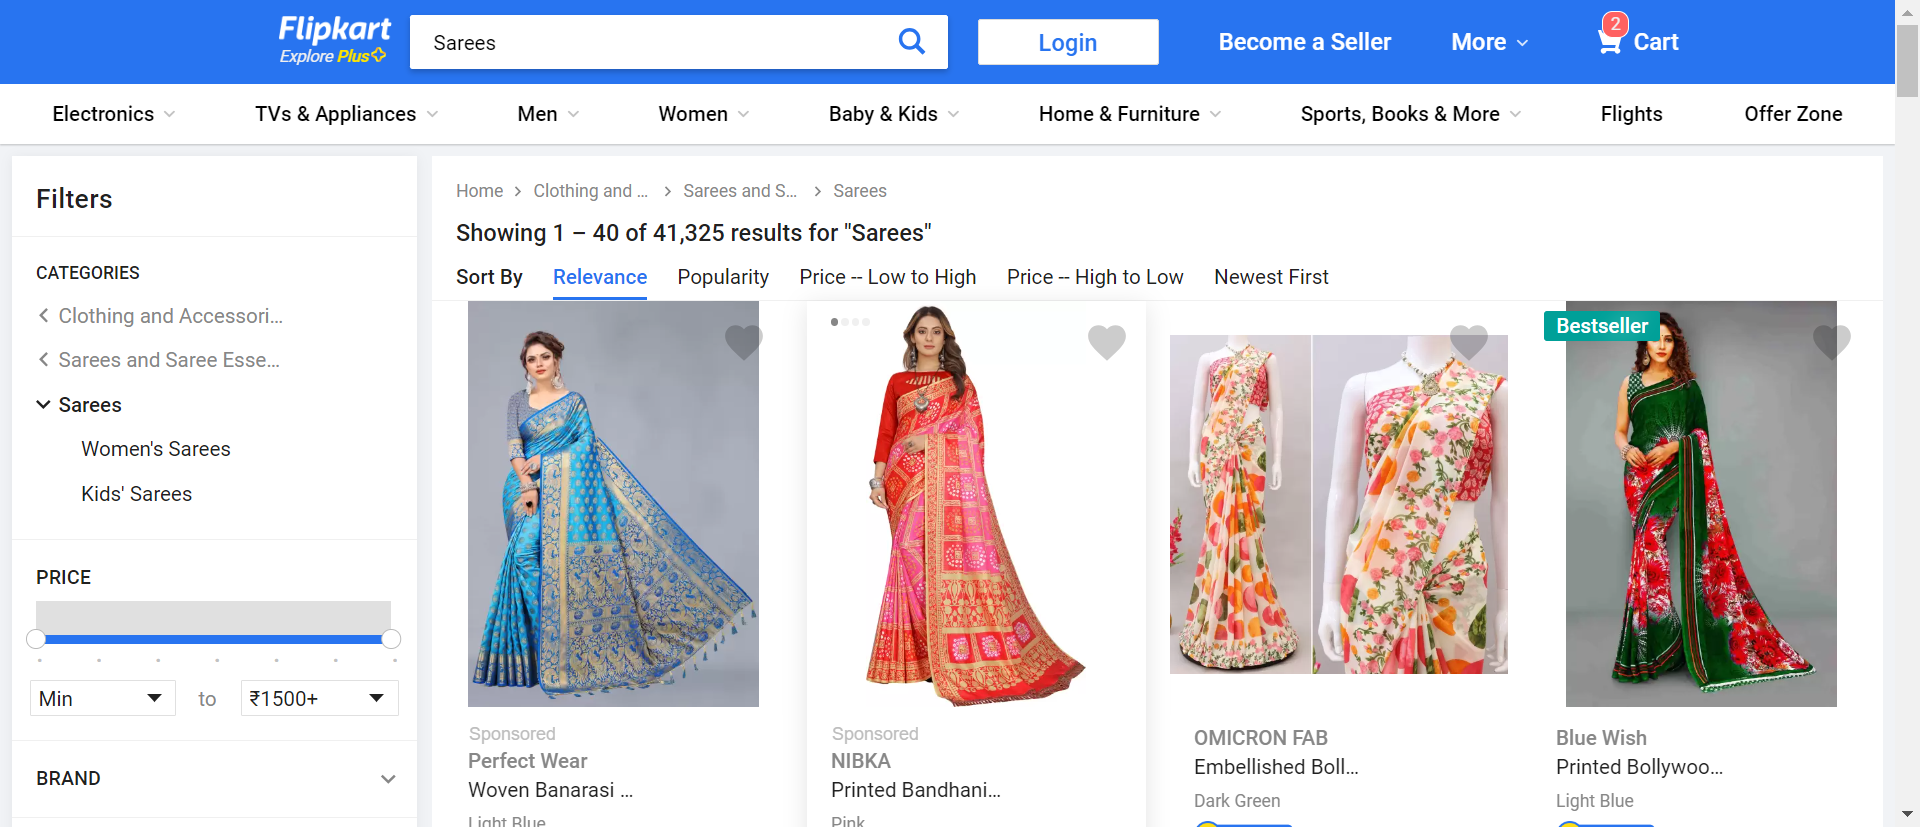 Flipkart
Explore Plus
Sarees
Login
Become a Seller
More
2
Cart
Electronics
TVs & Appliances
Men
Women
Baby & Kids
Home & Furniture
Sports, Books & More
Flights
Offer Zone
Filters
CATEGORIES
Clothing and Accessori...
Sarees and Saree Esse...
Sarees
Women's Sarees
Kids' Sarees
PRICE
Min
to
₹1500+
BRAND
Home
Clothing and ...
Sarees and S...
Sarees
Showing 1 – 40 of 41,325 results for "Sarees"
Sort By
Relevance
Popularity
Price -- Low to High
Price -- High to Low
Newest First
Sponsored
Perfect Wear
Woven Banarasi ...
Light Blue
Sponsored
NIBKA
Printed Bandhani...
Pink
OMICRON FAB
Embellished Boll...
Dark Green
Bestseller
Blue Wish
Printed Bollywoo...
Light Blue